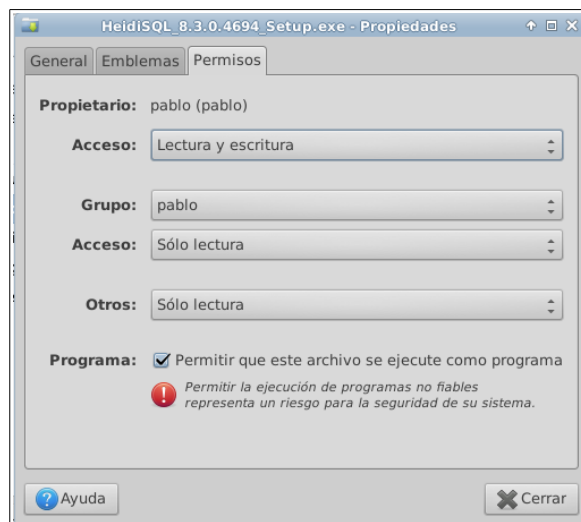 HeidiSQL_8.3.0.4694_Setup.exe - Propiedades
General Emblemas Permisos
Propietario: pablo (pablo)
Acceso: Lectura y escritura
Grupo: pablo
Acceso: Sólo lectura
Otros: Sólo lectura
Programa: Permitir que este archivo se ejecute como programa
Permitir la ejecución de programas no fiables
representa un riesgo para la seguridad de su sistema.
Ayuda Cerrar